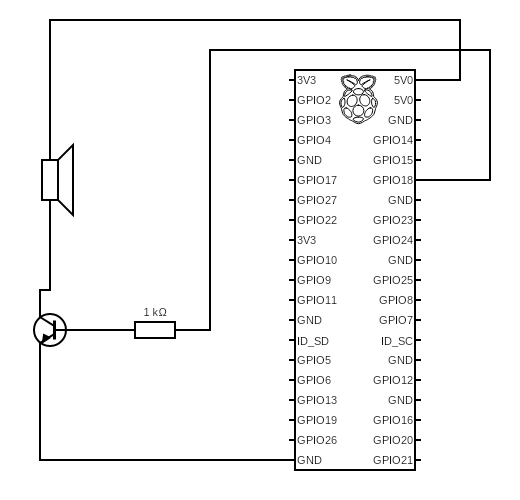 3V3 5V0
GPIO2 5V0
GPIO3 GND
GPIO4 GPIO14
GND GPIO15
GPIO17 GPIO18
GPIO27 GND
GPIO22 GPIO23
3V3 GPIO24
GPIO10 GND
GPIO9 GPIO25
GPIO11 GPIO8
1 kΩ
GND GPIO7
ID_SD ID_SC
GPIO5 GND
GPIO6 GPIO12
GPIO13 GND
GPIO19 GPIO16
GPIO26 GPIO20
GND GPIO21